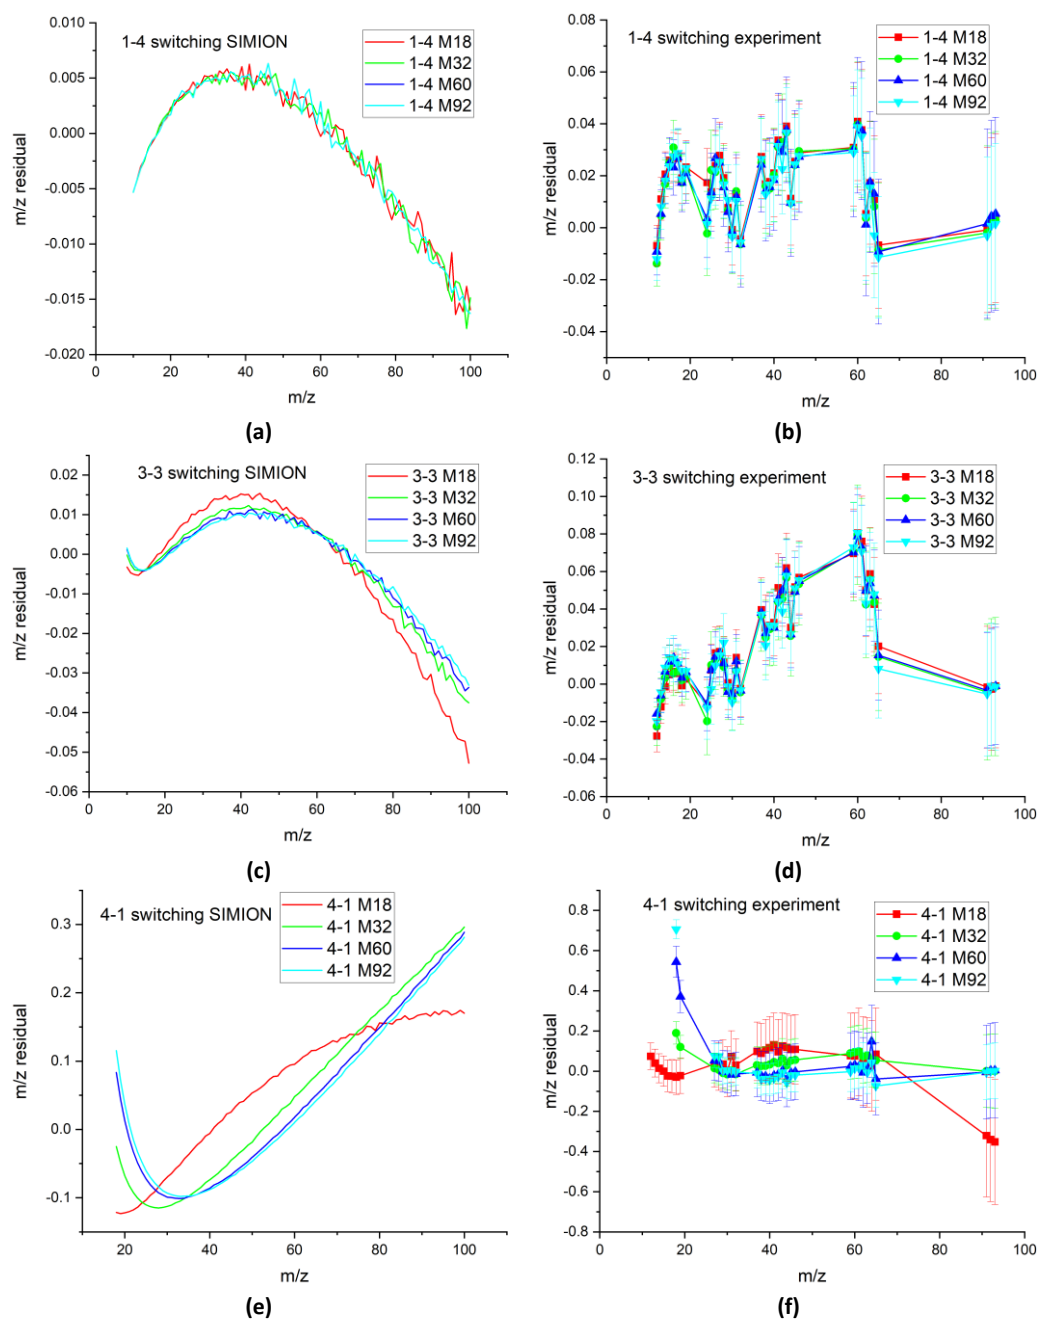 1-4 switching SIMION
1-4 M18
1-4 M32
1-4 M60
1-4 M92
0.010
0.005
0.000
-0.005
-0.010
-0.015
-0.020
m/z residual
0 20 40 60 80 100
m/z
(a)
1-4 switching experiment
1-4 M18
1-4 M32
1-4 M60
1-4 M92
0.08
0.06
0.04
0.02
0.00
-0.02
-0.04
m/z residual
0 20 40 60 80 100
m/z
(b)
3-3 switching SIMION
3-3 M18
3-3 M32
3-3 M60
3-3 M92
0.02
0.01
0.00
-0.01
-0.02
-0.03
-0.04
-0.05
-0.06
m/z residual
0 20 40 60 80 100
m/z
(c)
3-3 switching experiment
3-3 M18
3-3 M32
3-3 M60
3-3 M92
0.12
0.10
0.08
0.06
0.04
0.02
0.00
-0.02
-0.04
-0.06
m/z residual
0 20 40 60 80 100
m/z
(d)
4-1 switching SIMION
4-1 M18
4-1 M32
4-1 M60
4-1 M92
0.3
0.2
0.1
0.0
-0.1
m/z residual
20 40 60 80 100
m/z
(e)
4-1 switching experiment
4-1 M18
4-1 M32
4-1 M60
4-1 M92
0.8
0.6
0.4
0.2
0.0
-0.2
-0.4
-0.6
-0.8
m/z residual
0 20 40 60 80 100
m/z
(f)